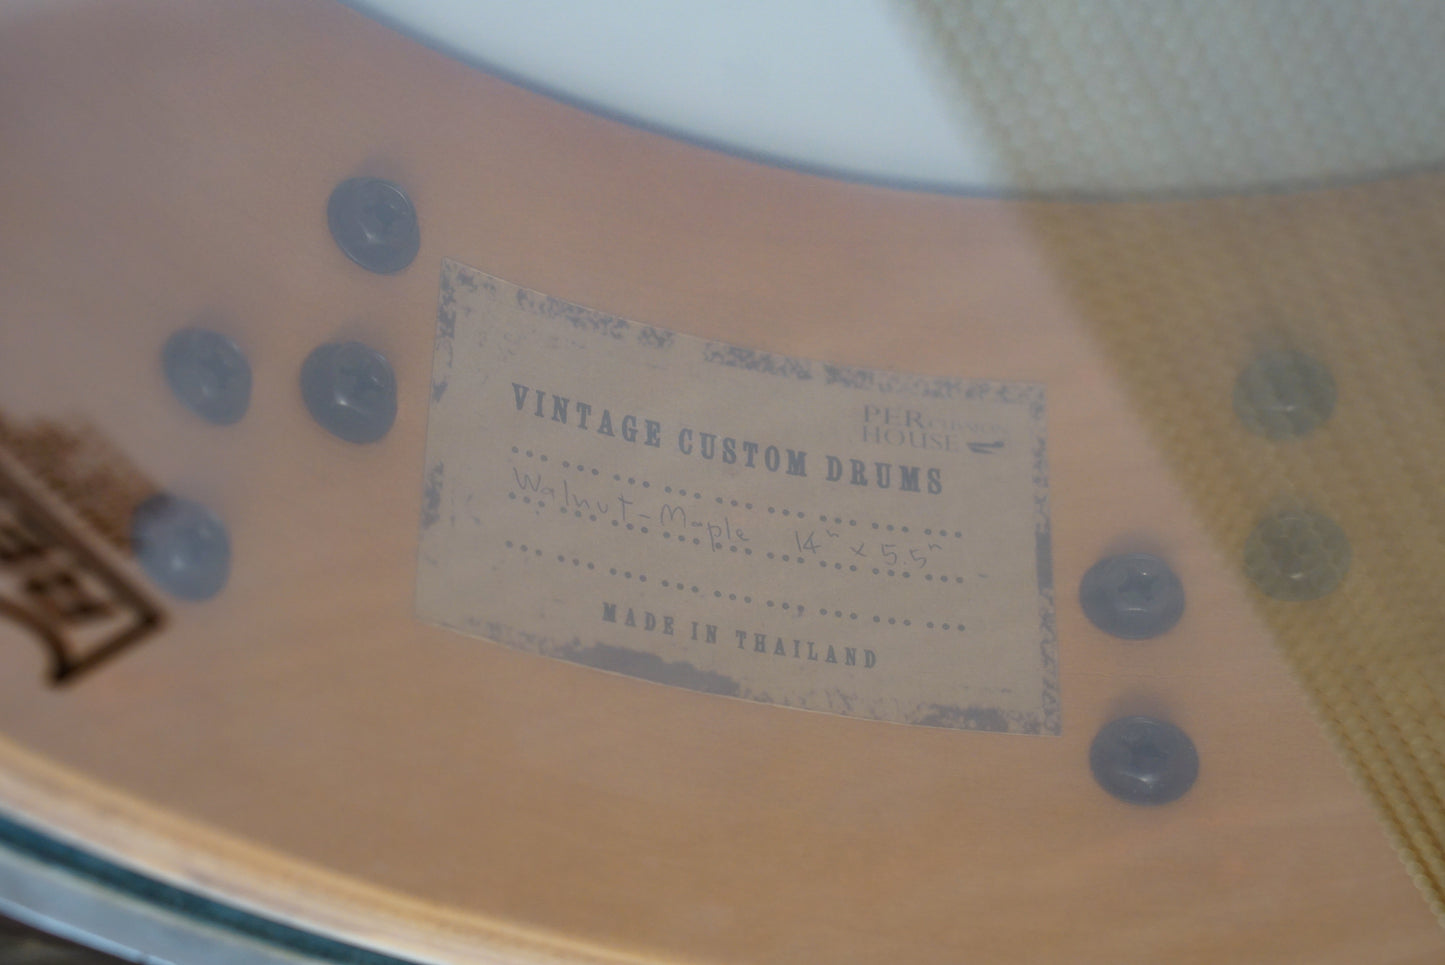 VINTAGE CUSTOM DRUMS
PERCUSSION
HOUSE
Walnut-Maple 14" x 5.5"
MADE IN THAILAND